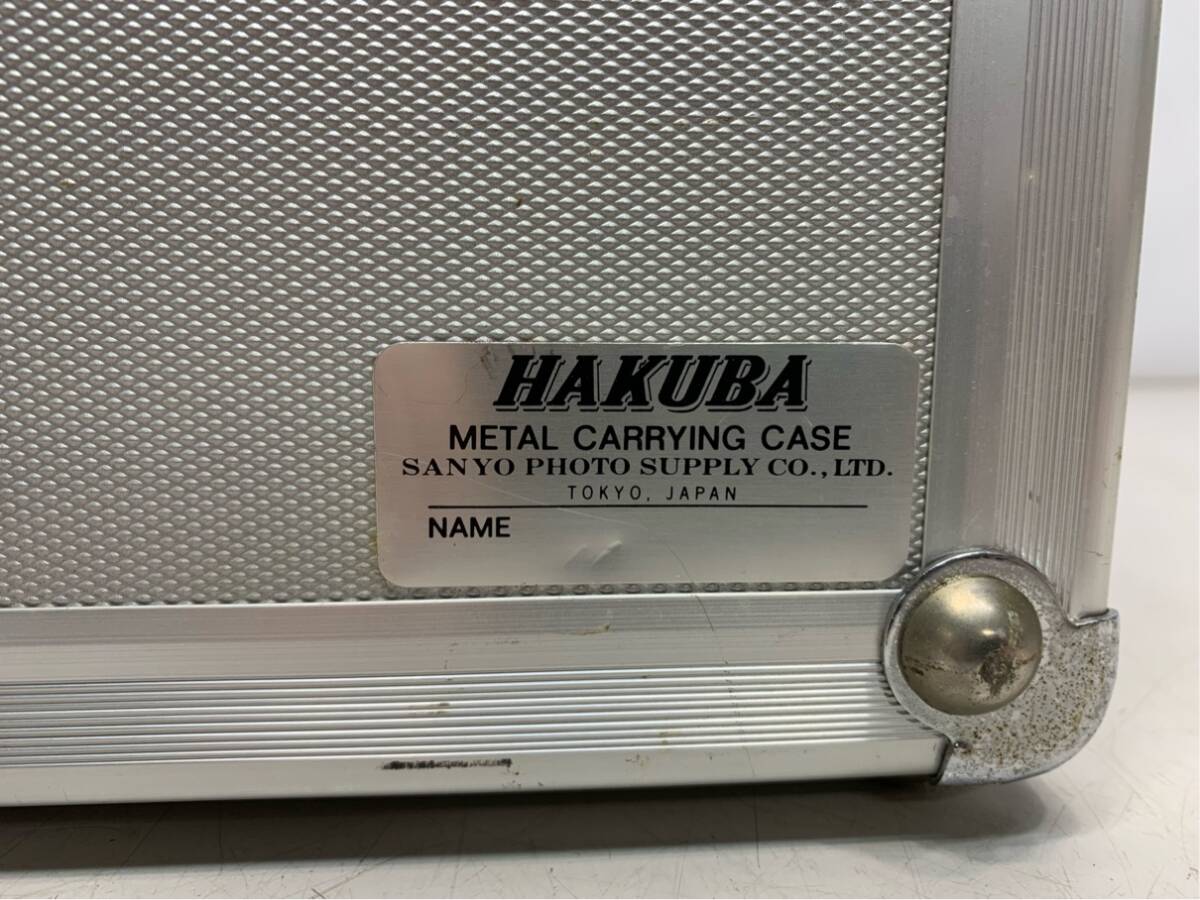 HAKUBA
METAL CARRYING CASE
SANYO PHOTO SUPPLY CO., LTD.
TOKYO, JAPAN
NAME